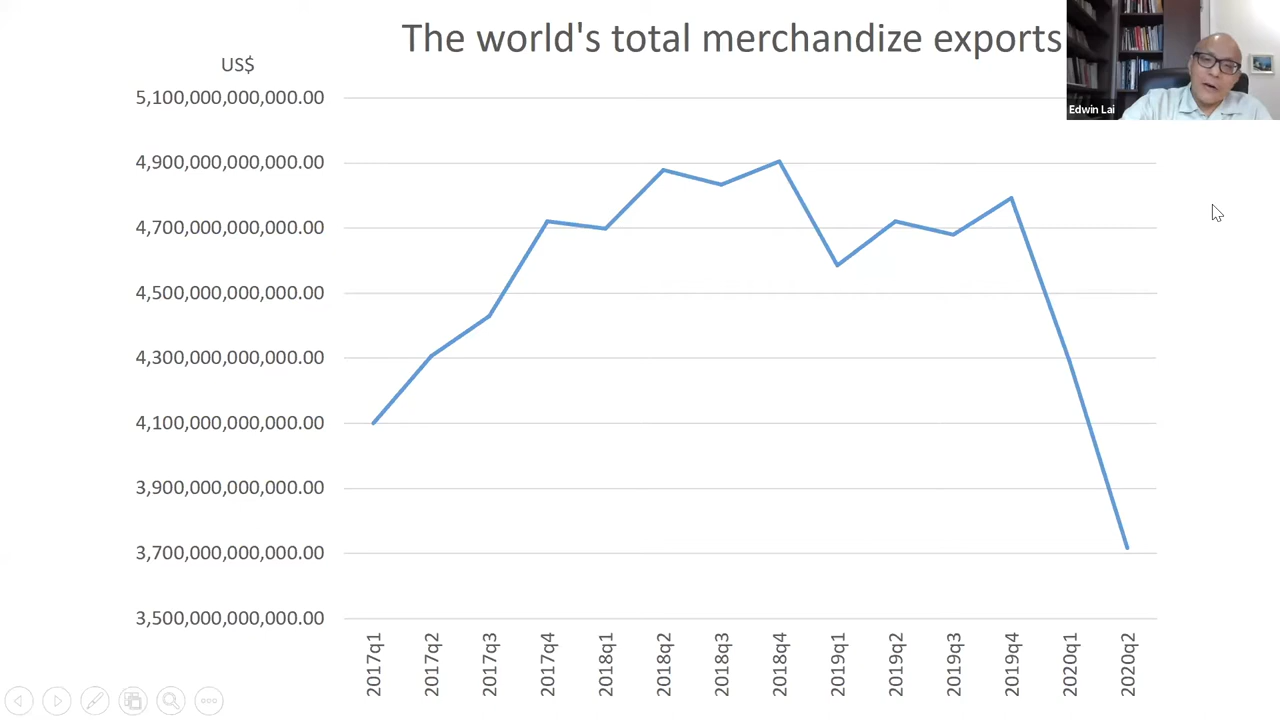 The world's total merchandize exports
US$
Edwin Lai
5,100,000,000,000.00
4,900,000,000,000.00
4,700,000,000,000.00
4,500,000,000,000.00
4,300,000,000,000.00
4,100,000,000,000.00
3,900,000,000,000.00
3,700,000,000,000.00
3,500,000,000,000.00
2017q1
2017q2
2017q3
2017q4
2018q1
2018q2
2018q3
2018q4
2019q1
2019q2
2019q3
2019q4
2020q1
2020q2